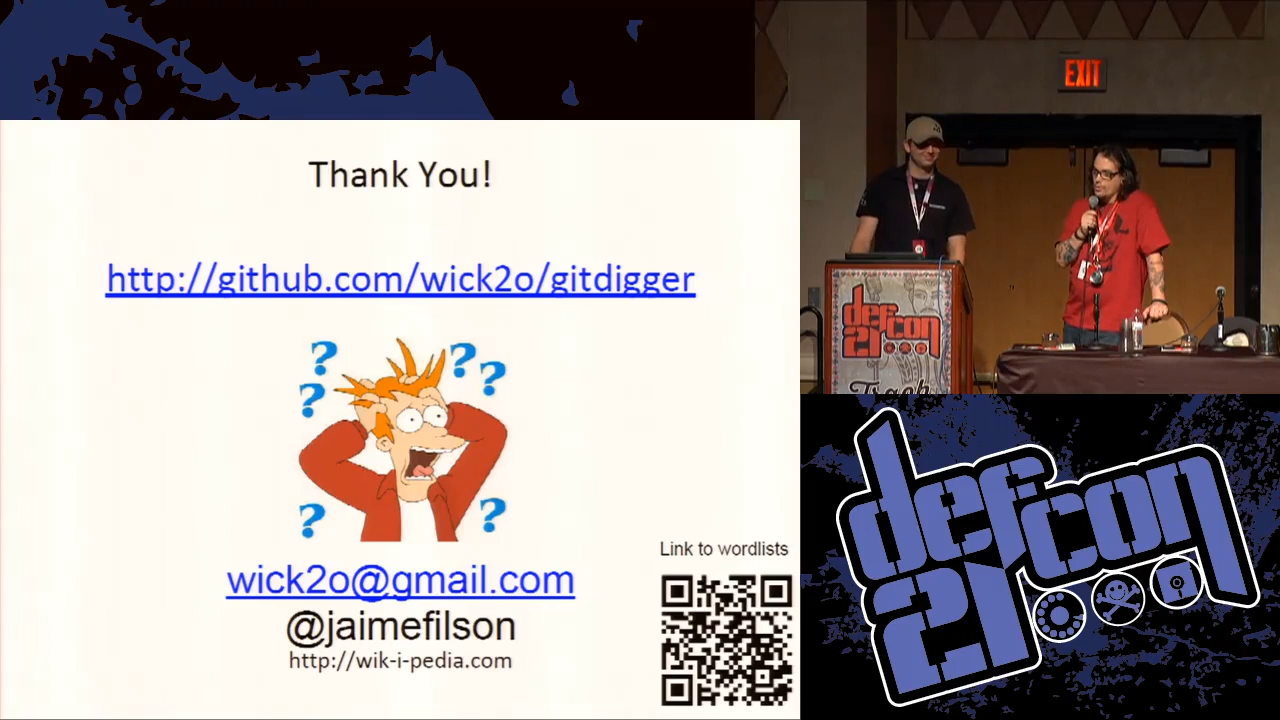 Thank You!
http://github.com/wick2o/gitdigger
? ? ?
? 
? ?
Link to wordlists
wick2o@gmail.com
@jaimefilson
http://wik-i-pedia.com
EXIT
defcon
21
Track
defcon
21